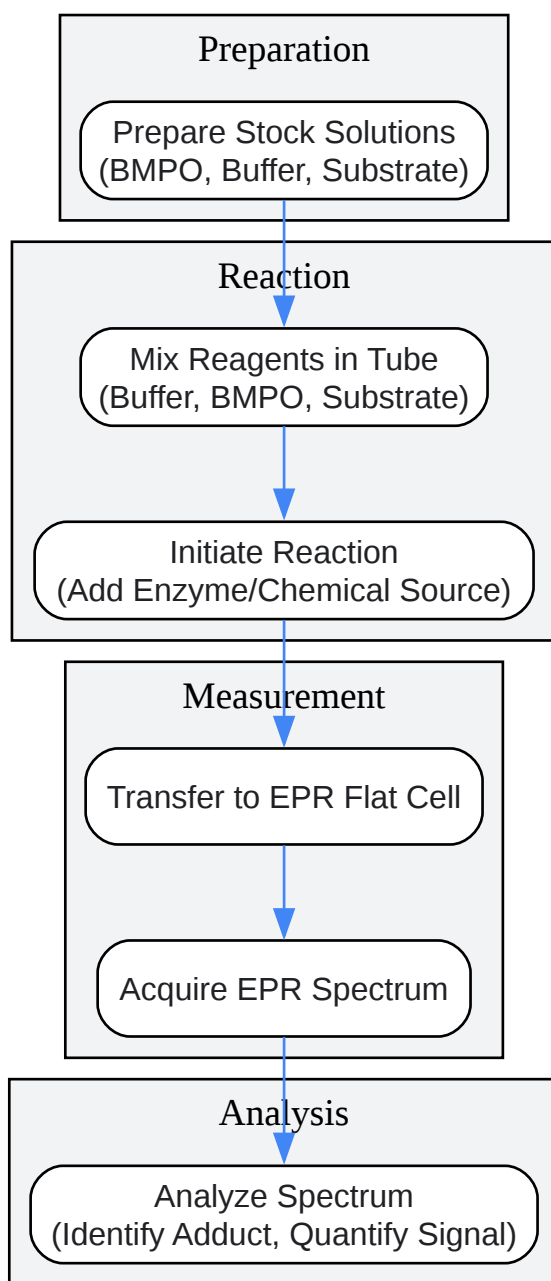 Preparation
Prepare Stock Solutions
(BMPO, Buffer, Substrate)
Reaction
Mix Reagents in Tube
(Buffer, BMPO, Substrate)
Initiate Reaction
(Add Enzyme/Chemical Source)
Measurement
Transfer to EPR Flat Cell
Acquire EPR Spectrum
Analysis
Analyze Spectrum
(Identify Adduct, Quantify Signal)